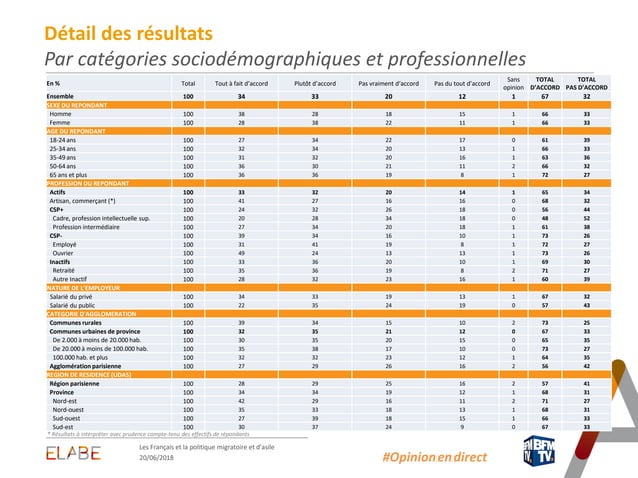 Détail des résultats
Par catégories sociodémographiques et professionnelles
En % Total Tout à fait d'accord Plutôt d'accord Pas vraiment d'accord Pas du tout d'accord Sans opinion TOTAL D'ACCORD TOTAL PAS D'ACCORD
Ensemble 100 34 33 20 12 1 67 32
SEXE DU REPONDANT
Homme 100 38 28 18 15 1 66 33
Femme 100 28 38 22 11 1 66 33
AGE DU REPONDANT
18-24 ans 100 27 34 22 17 0 61 39
25-34 ans 100 32 34 20 13 1 66 33
35-49 ans 100 31 32 20 16 1 63 36
50-64 ans 100 36 30 21 11 2 66 32
65 ans et plus 100 36 36 19 8 1 72 27
PROFESSION DU REPONDANT
Actifs 100 33 32 20 14 1 65 34
Artisan, commerçant (*) 100 41 27 16 16 0 68 32
CSP+ 100 24 32 26 18 0 56 44
Cadre, profession intellectuelle sup. 100 20 28 34 18 0 48 52
Profession intermédiaire 100 27 34 20 18 1 61 38
CSP- 100 39 34 16 10 1 73 26
Employé 100 31 41 19 8 1 72 27
Ouvrier 100 49 24 13 13 1 73 26
Inactifs 100 33 36 20 10 1 69 30
Retraité 100 35 36 19 8 2 71 27
Autre Inactif 100 28 32 23 16 1 60 39
NATURE DE L'EMPLOYEUR
Salarié du privé 100 34 33 19 13 1 67 32
Salarié du public 100 22 35 24 19 0 57 43
CATEGORIE D'AGGLOMERATION
Communes rurales 100 39 34 15 10 2 73 25
Communes urbaines de province 100 32 35 21 12 0 67 33
De 2.000 à moins de 20.000 hab. 100 30 35 20 15 0 65 35
De 20.000 à moins de 100.000 hab. 100 35 38 17 10 0 73 27
100.000 hab. et plus 100 32 32 23 12 1 64 35
Agglomération parisienne 100 27 29 26 16 2 56 42
REGION DE RESIDENCE (UDA5)
Région parisienne 100 28 29 25 16 2 57 41
Province 100 34 34 19 12 1 68 31
Nord-est 100 42 29 16 11 2 71 27
Nord-ouest 100 35 33 18 13 1 68 31
Sud-ouest 100 27 39 18 15 1 66 33
Sud-est 100 30 37 24 9 0 67 33
* Résultats à interpréter avec prudence compte-tenu des effectifs de répondants
ELABE
Les Français et la politique migratoire et d'asile
20/06/2018
#Opinion en direct
BFM
TV.